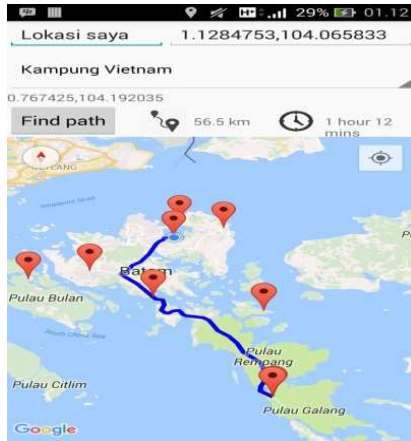 29% 01.12
Lokasi saya 1.1284753,104.065833
Kampung Vietnam
0.767425,104.192035
Find path 56.5 km 1 hour 12 mins
Batam
Pulau Bulan
Pulau Rempang
Pulau Citlim
Pulau Galang
Google